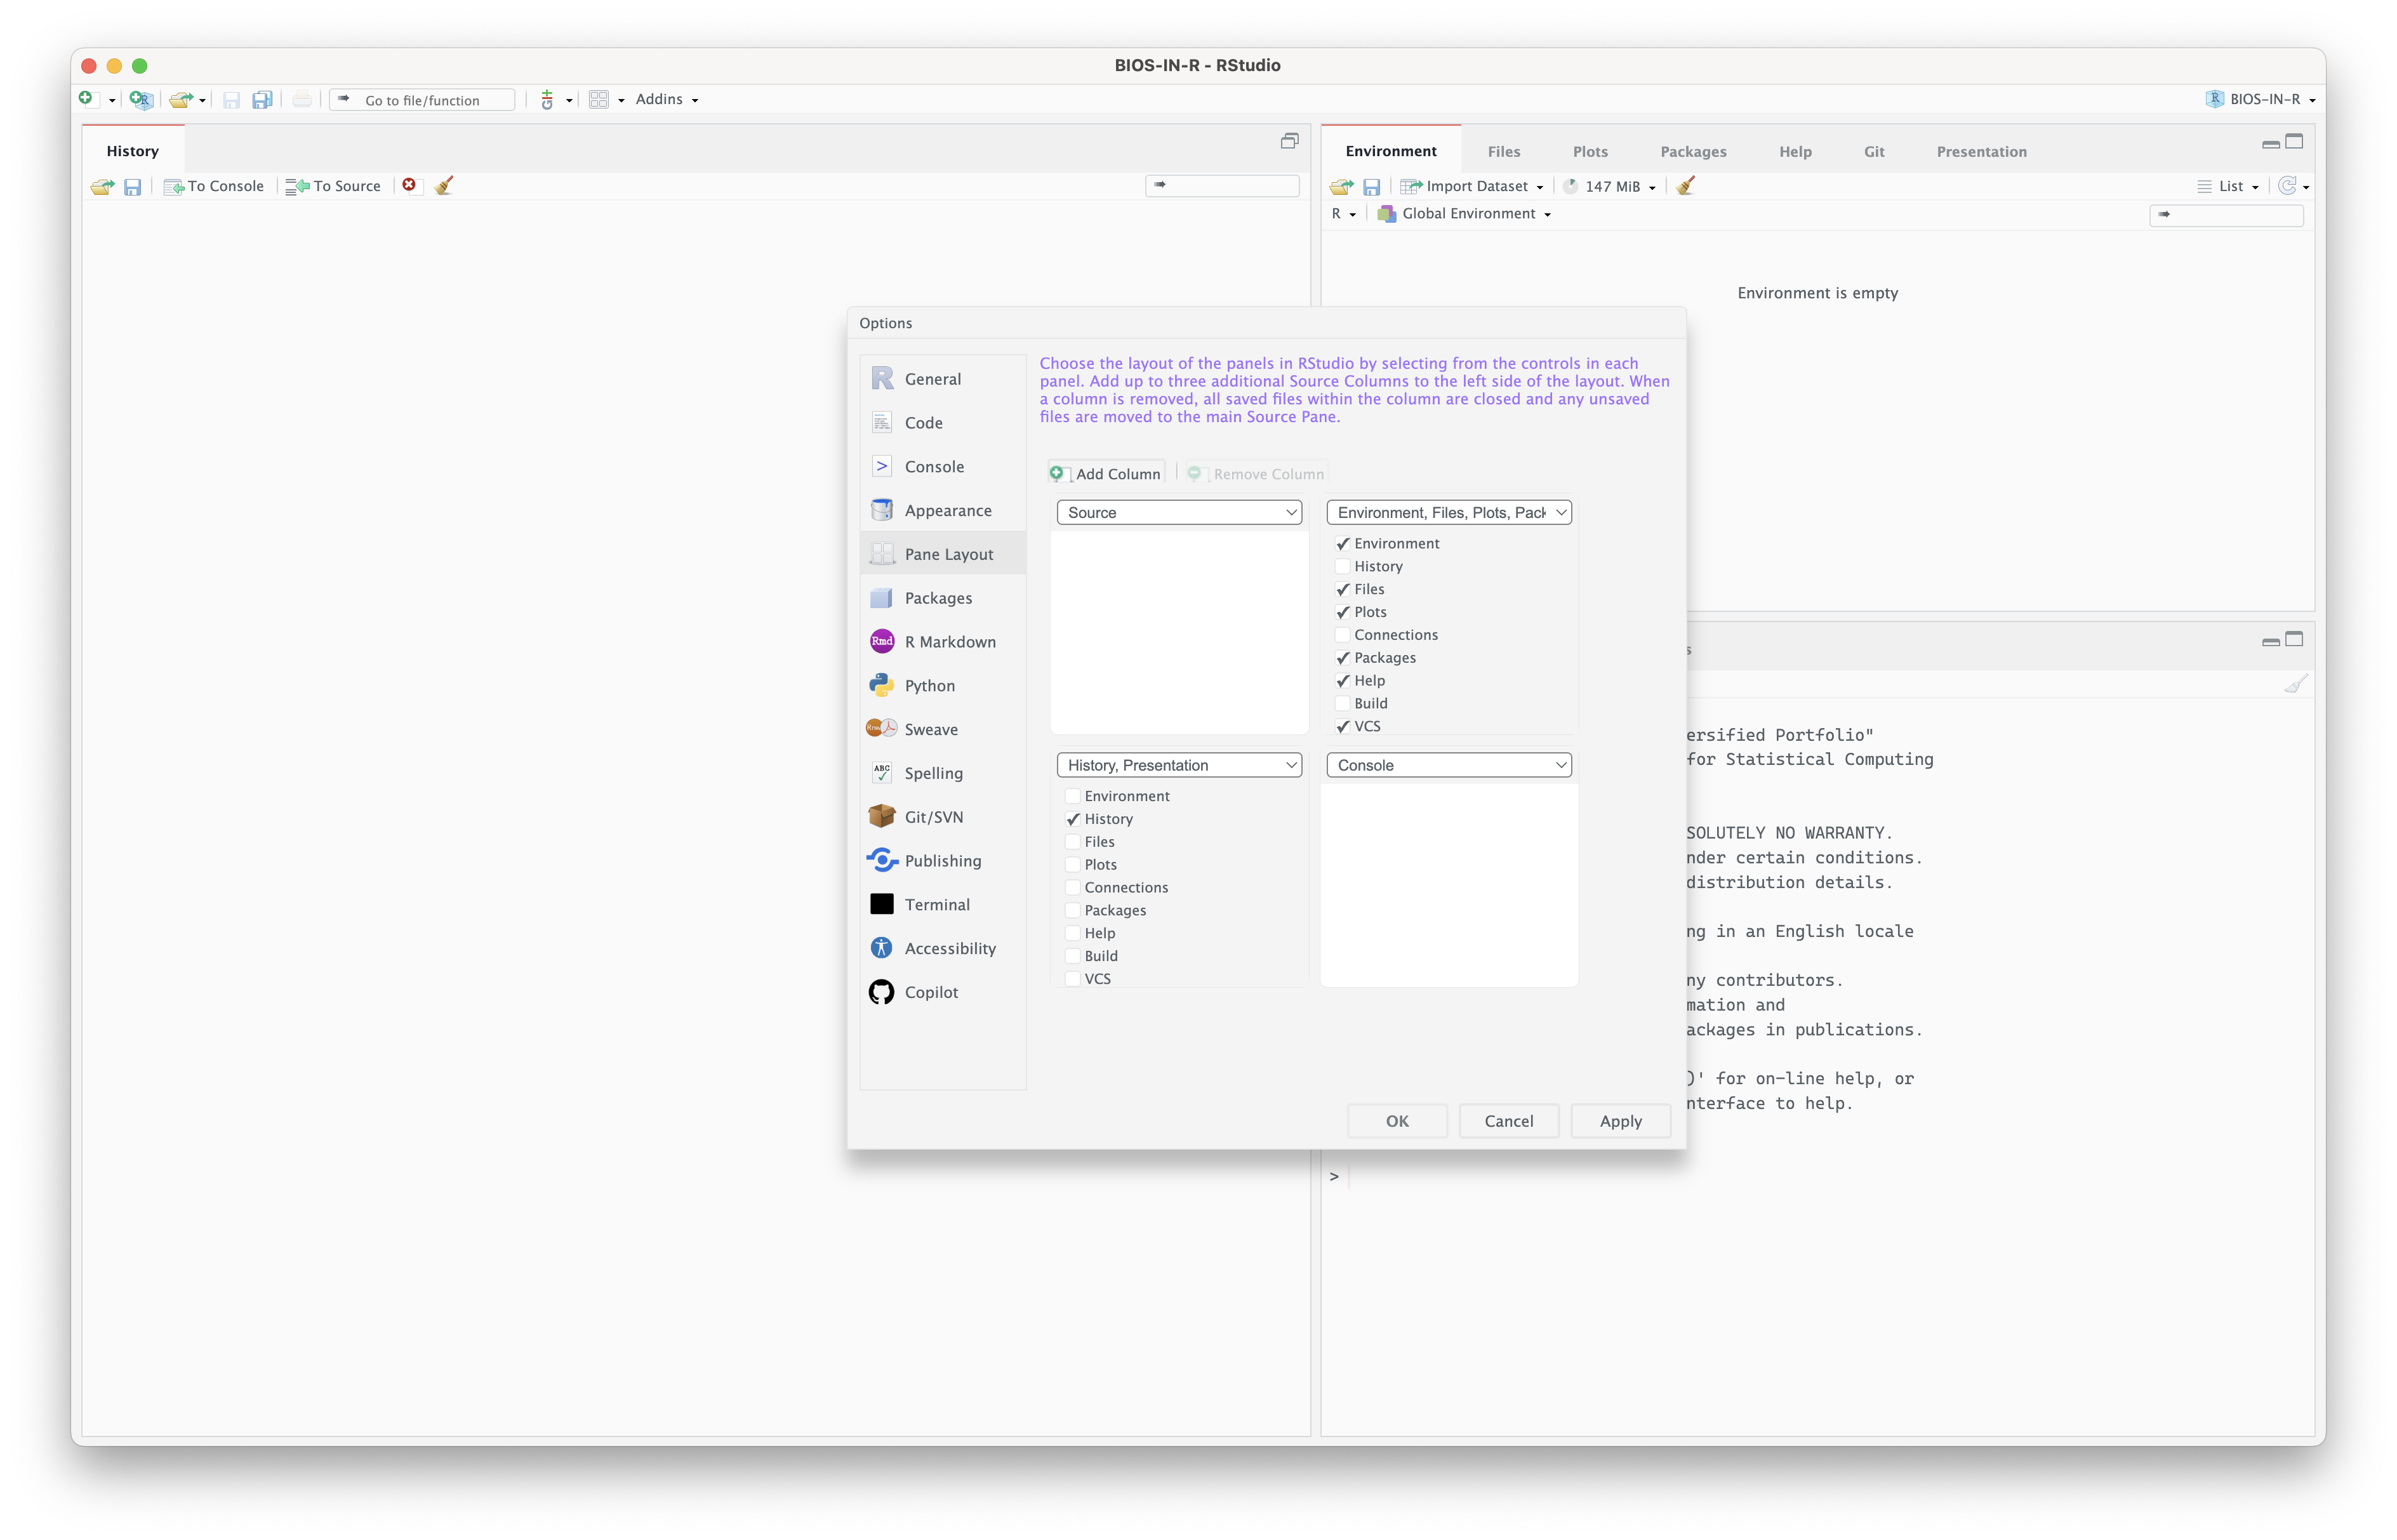 BIOS-IN-R - RStudio
Go to file/function
Addins
BIOS-IN-R
History
To Console
To Source
Environment
Files
Plots
Packages
Help
Git
Presentation
Import Dataset
147 MiB
List
R
Global Environment
Environment is empty
Options
General
Code
Console
Appearance
Pane Layout
Packages
R Markdown
Python
Sweave
Spelling
Git/SVN
Publishing
Terminal
Accessibility
Copilot
Choose the layout of the panels in RStudio by selecting from the controls in each
panel. Add up to three additional Source Columns to the left side of the layout. When
a column is removed, all saved files within the column are closed and any unsaved
files are moved to the main Source Pane.
Add Column
Remove Column
Source
Environment, Files, Plots, Pack
Environment
History
Files
Plots
Connections
Packages
Help
Build
VCS
History, Presentation
Environment
History
Files
Plots
Connections
Packages
Help
Build
VCS
Console
OK
Cancel
Apply
s
ersified Portfolio"
for Statistical Computing
SOLUTELY NO WARRANTY.
nder certain conditions.
distribution details.
ng in an English locale
ny contributors.
mation and
ackages in publications.
)' for on-line help, or
nterface to help.
>